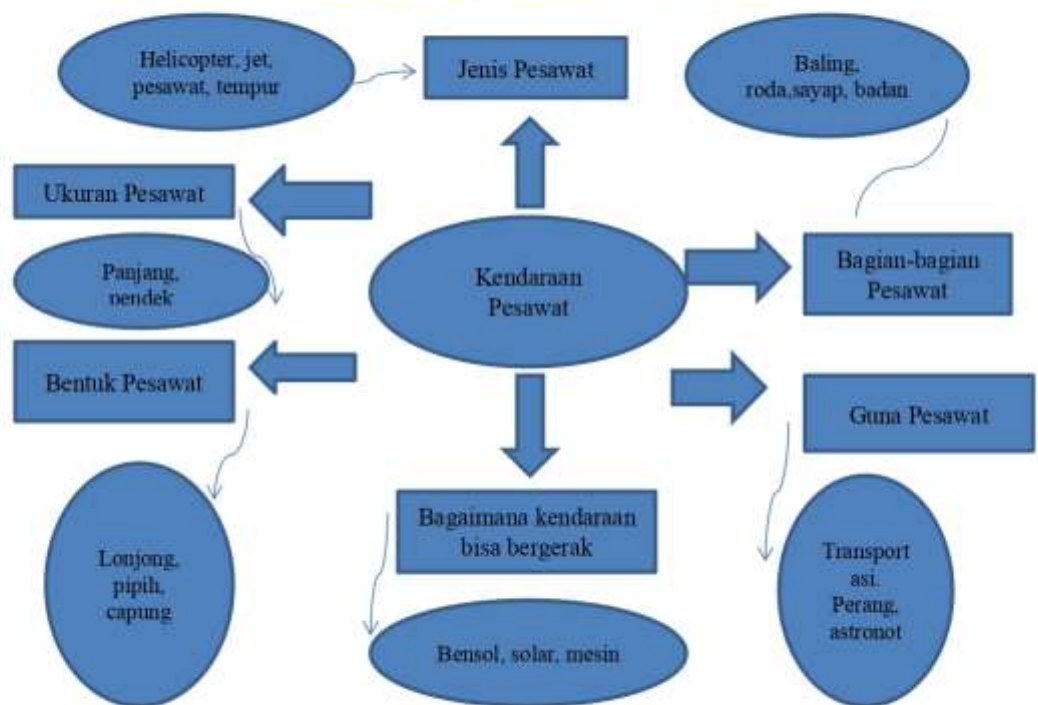 Helicopter, jet,
pesawat, tempur
Jenis Pesawat
Baling,
roda,sayap, badan
Ukuran Pesawat
Panjang,
pendek
Kendaraan
Pesawat
Bagian-bagian
Pesawat
Bentuk Pesawat
Guna Pesawat
Lonjong,
pipih,
capung
Bagaimana kendaraan
bisa bergerak
Transport
asi.
Perang,
astronot
Bensol, solar, mesin